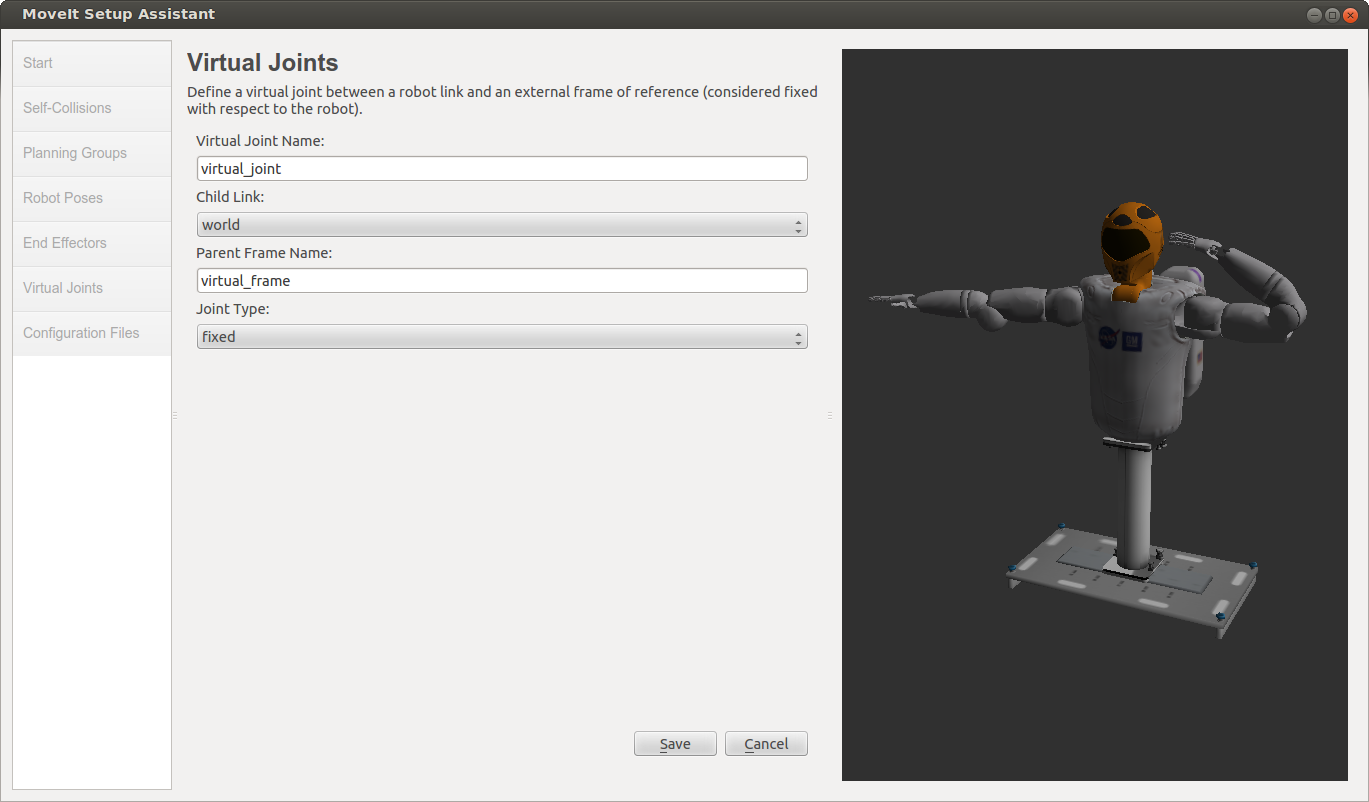 MoveIt Setup Assistant
Start
Self-Collisions
Planning Groups
Robot Poses
End Effectors
Virtual Joints
Configuration Files
Virtual Joints
Define a virtual joint between a robot link and an external frame of reference (considered fixed
with respect to the robot).
Virtual Joint Name:
virtual_joint
Child Link:
world
Parent Frame Name:
virtual_frame
Joint Type:
fixed
Save
Cancel
GM